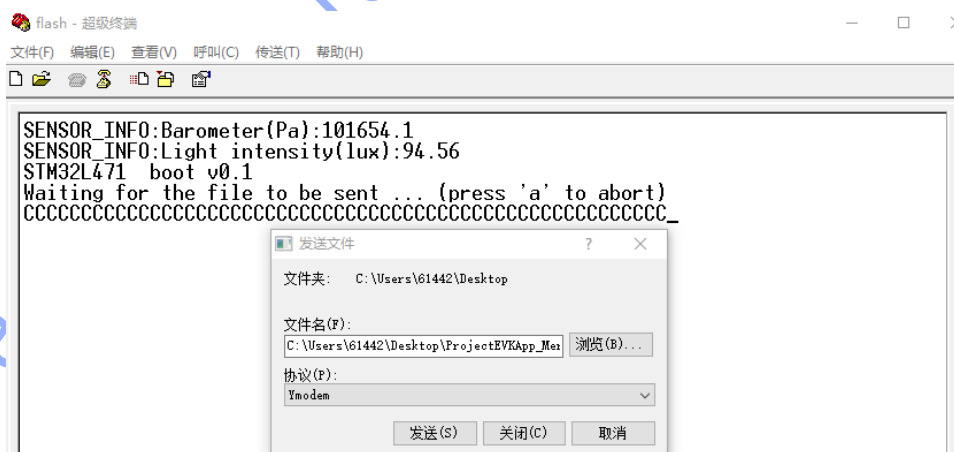 flash - 超级终端
文件(F) 编辑(E) 查看(V) 呼叫(C) 传送(T) 帮助(H)
SENSOR_INFO:Barometer(Pa):101654.1
SENSOR_INFO:Light intensity(lux):94.56
STM32L471 boot v0.1
Waiting for the file to be sent ... (press 'a' to abort)
CCCCCCCCCCCCCCCCCCCCCCCCCCCCCCCCCCCCCCCCCCCCCCCCCCCCCCCC_
发送文件
文件夹: C:\Users\61442\Desktop
文件名(F):
C:\Users\61442\Desktop\ProjectEVKApp_Mer 浏览(B)...
协议(P):
Ymodem
发送(S) 关闭(C) 取消